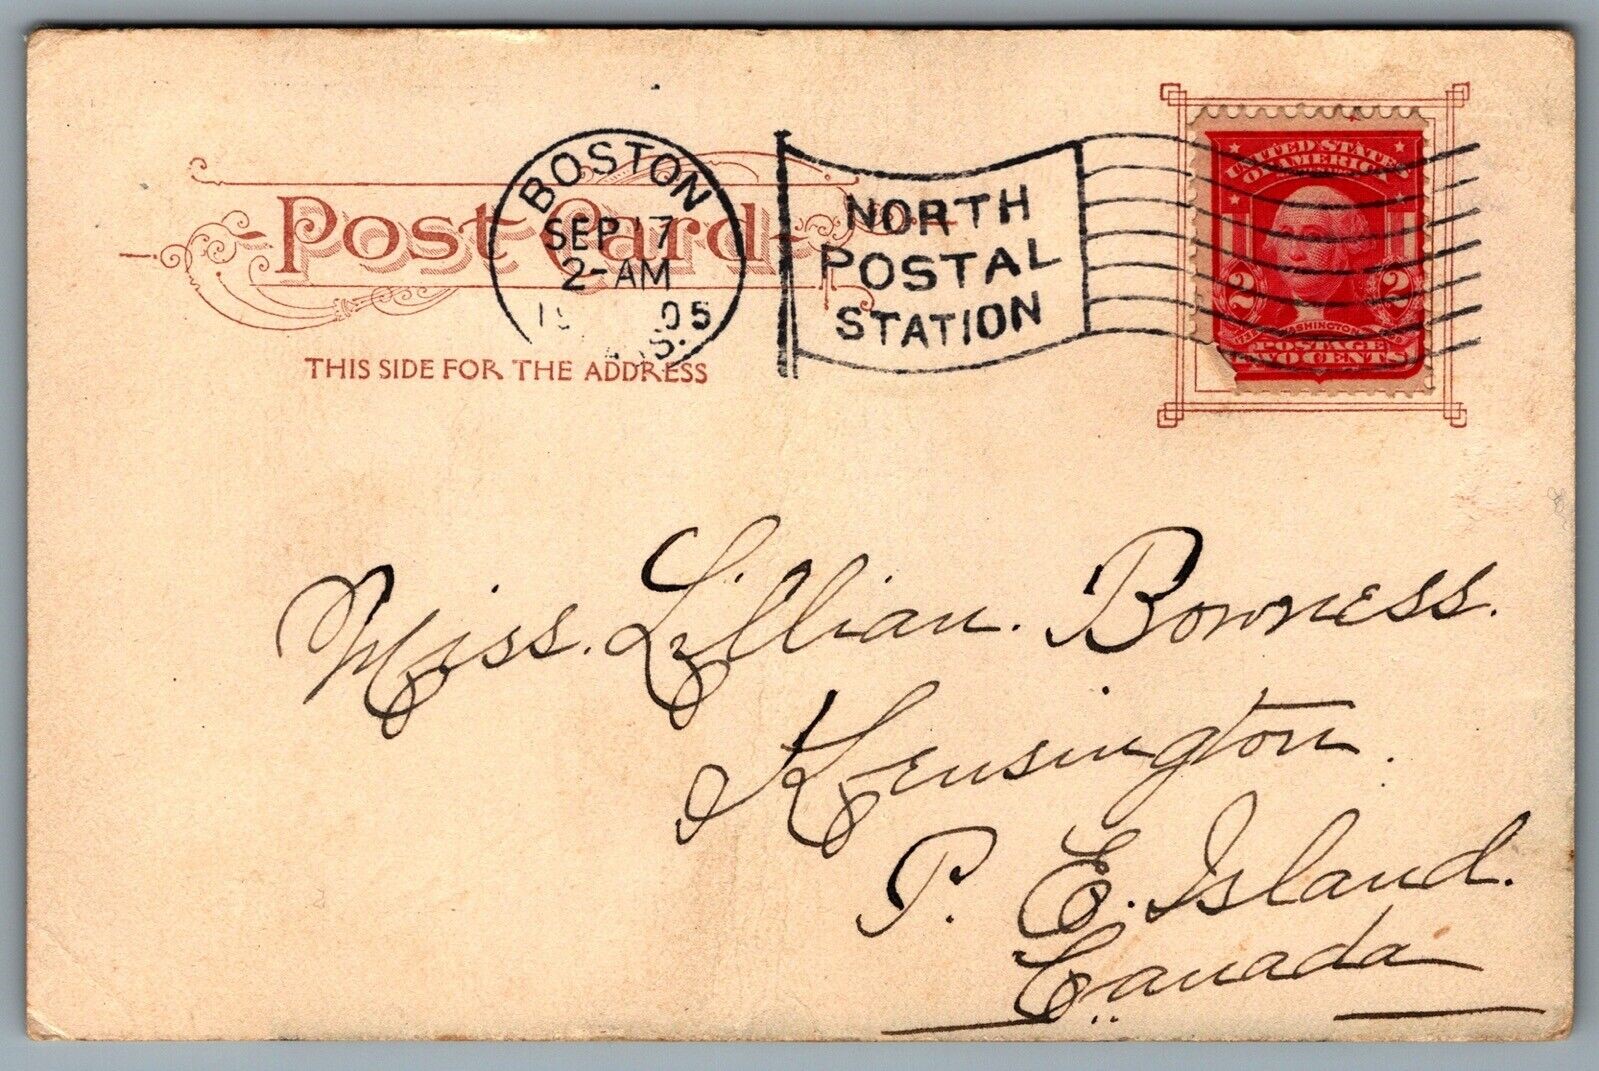 Post Card
THIS SIDE FOR THE ADDRESS
BOSTON
SEP 17
2-AM
05
NORTH
POSTAL
STATION
UNITED STATES
OF AMERICA
2 2
WASHINGTON
POSTAGE
TWO CENTS
Miss. Lillian. Bowness.
Kensington.
P. E. Island.
Canada